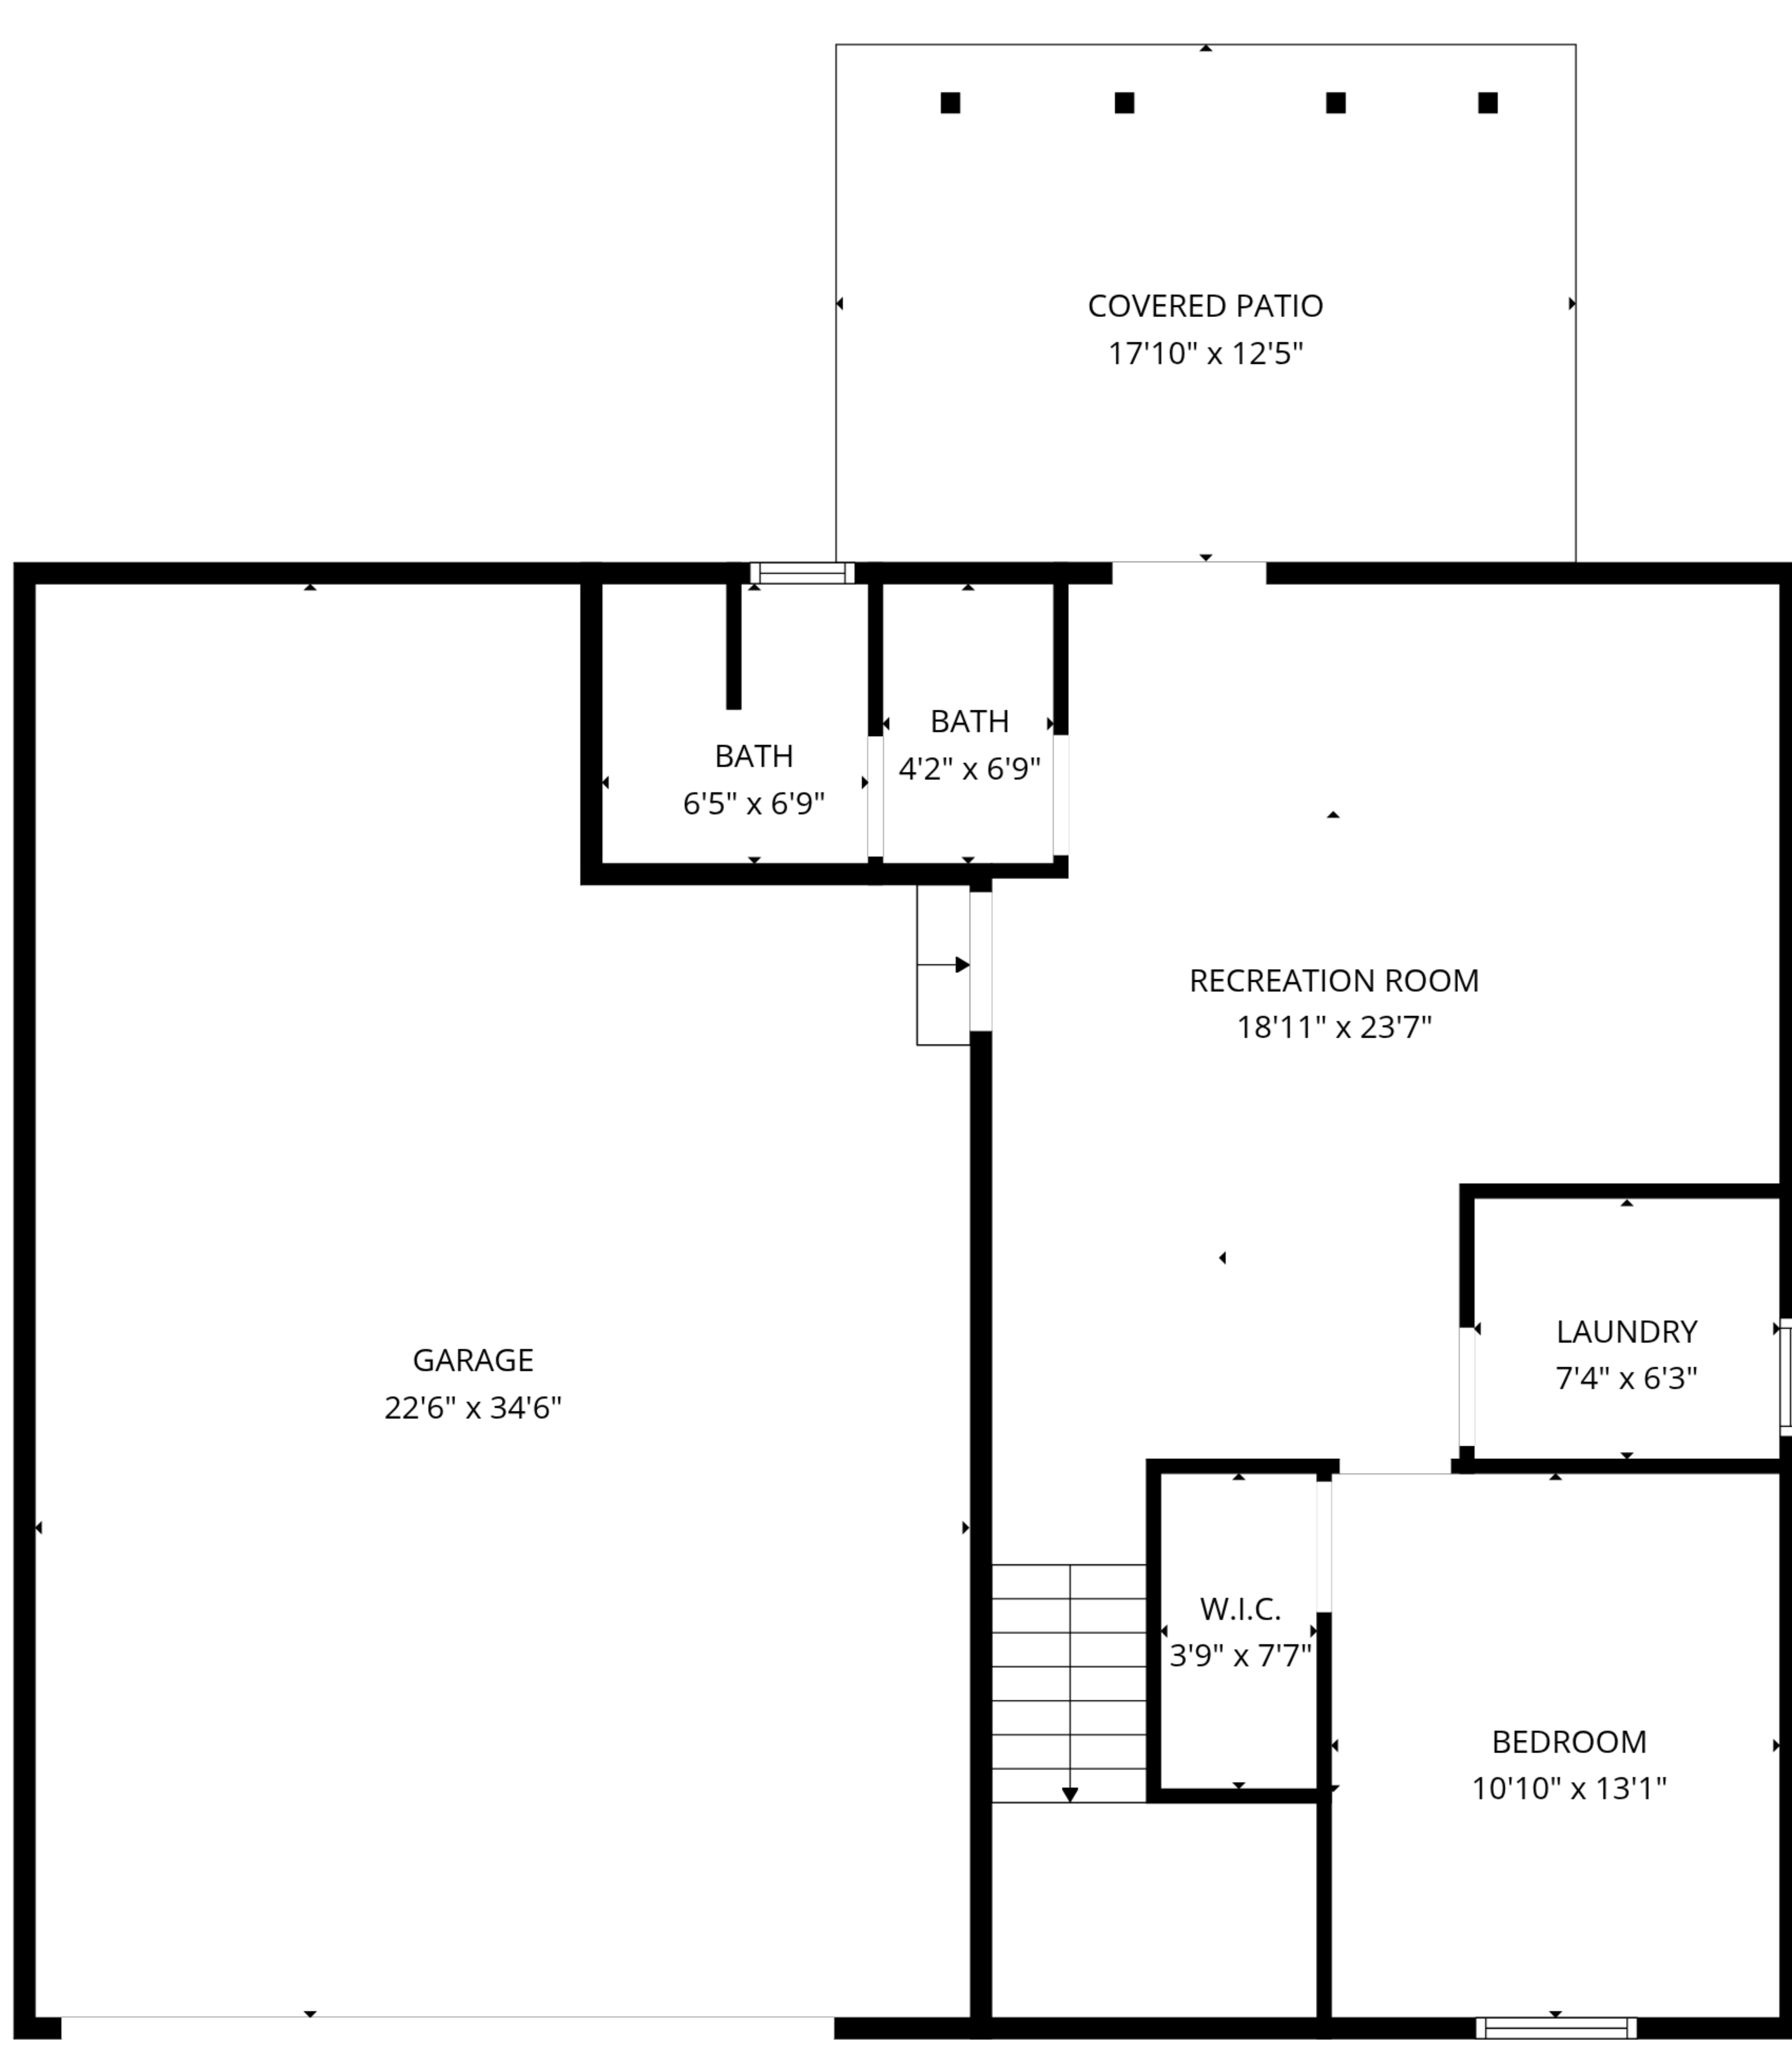 COVERED PATIO
17'10" x 12'5"
BATH
4'2" x 6'9"
BATH
6'5" x 6'9"
RECREATION ROOM
18'11" x 23'7"
LAUNDRY
7'4" x 6'3"
GARAGE
22'6" x 34'6"
W.I.C.
3'9" x 7'7"
BEDROOM
10'10" x 13'1"